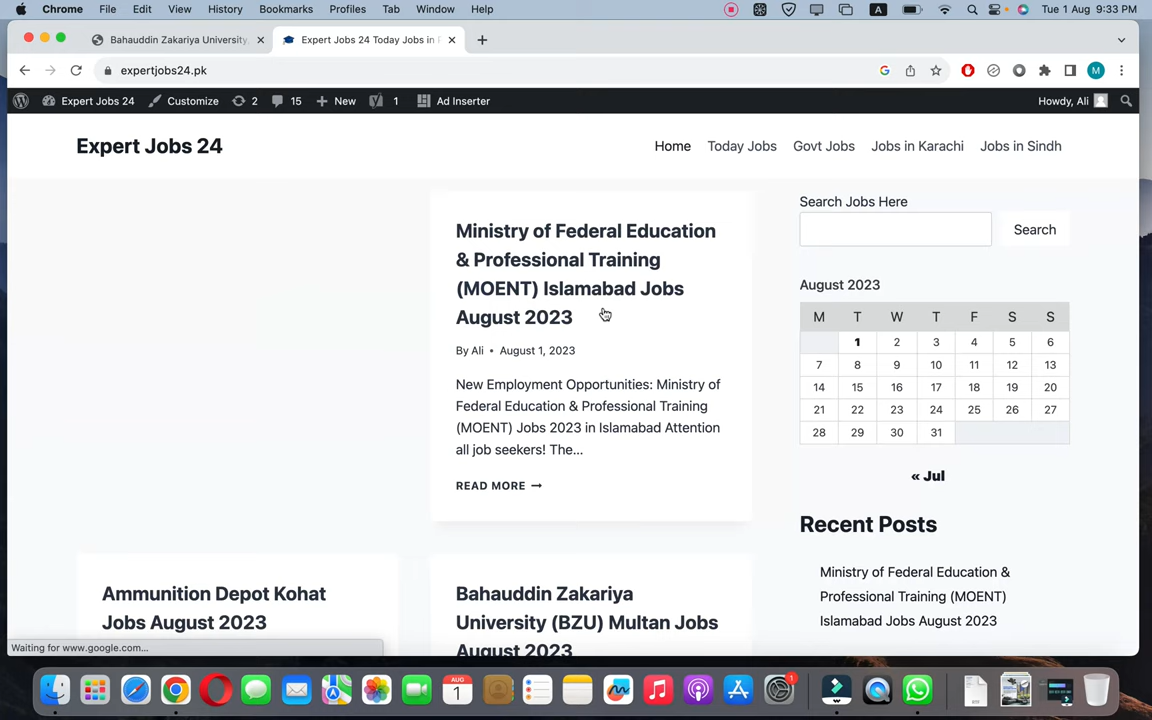 Chrome File Edit View History Bookmarks Profiles Tab Window Help A Tue 1 Aug 9:33 PM
Bahauddin Zakariya University, Expert Jobs 24 Today Jobs in
expertjobs24.pk M
Expert Jobs 24 Customize 2 15 New 1 Ad Inserter Howdy, Ali
Expert Jobs 24
Home Today Jobs Govt Jobs Jobs in Karachi Jobs in Sindh
Ministry of Federal Education
& Professional Training
(MOENT) Islamabad Jobs
August 2023
By Ali • August 1, 2023
New Employment Opportunities: Ministry of
Federal Education & Professional Training
(MOENT) Jobs 2023 in Islamabad Attention
all job seekers! The...
READ MORE →
Ammunition Depot Kohat
Jobs August 2023
Bahauddin Zakariya
University (BZU) Multan Jobs
August 2023
Search Jobs Here
Search
August 2023
M T W T F S S
1 2 3 4 5 6
7 8 9 10 11 12 13
14 15 16 17 18 19 20
21 22 23 24 25 26 27
28 29 30 31
« Jul
Recent Posts
Ministry of Federal Education &
Professional Training (MOENT)
Islamabad Jobs August 2023
Waiting for www.google.com...
AUG
1
1